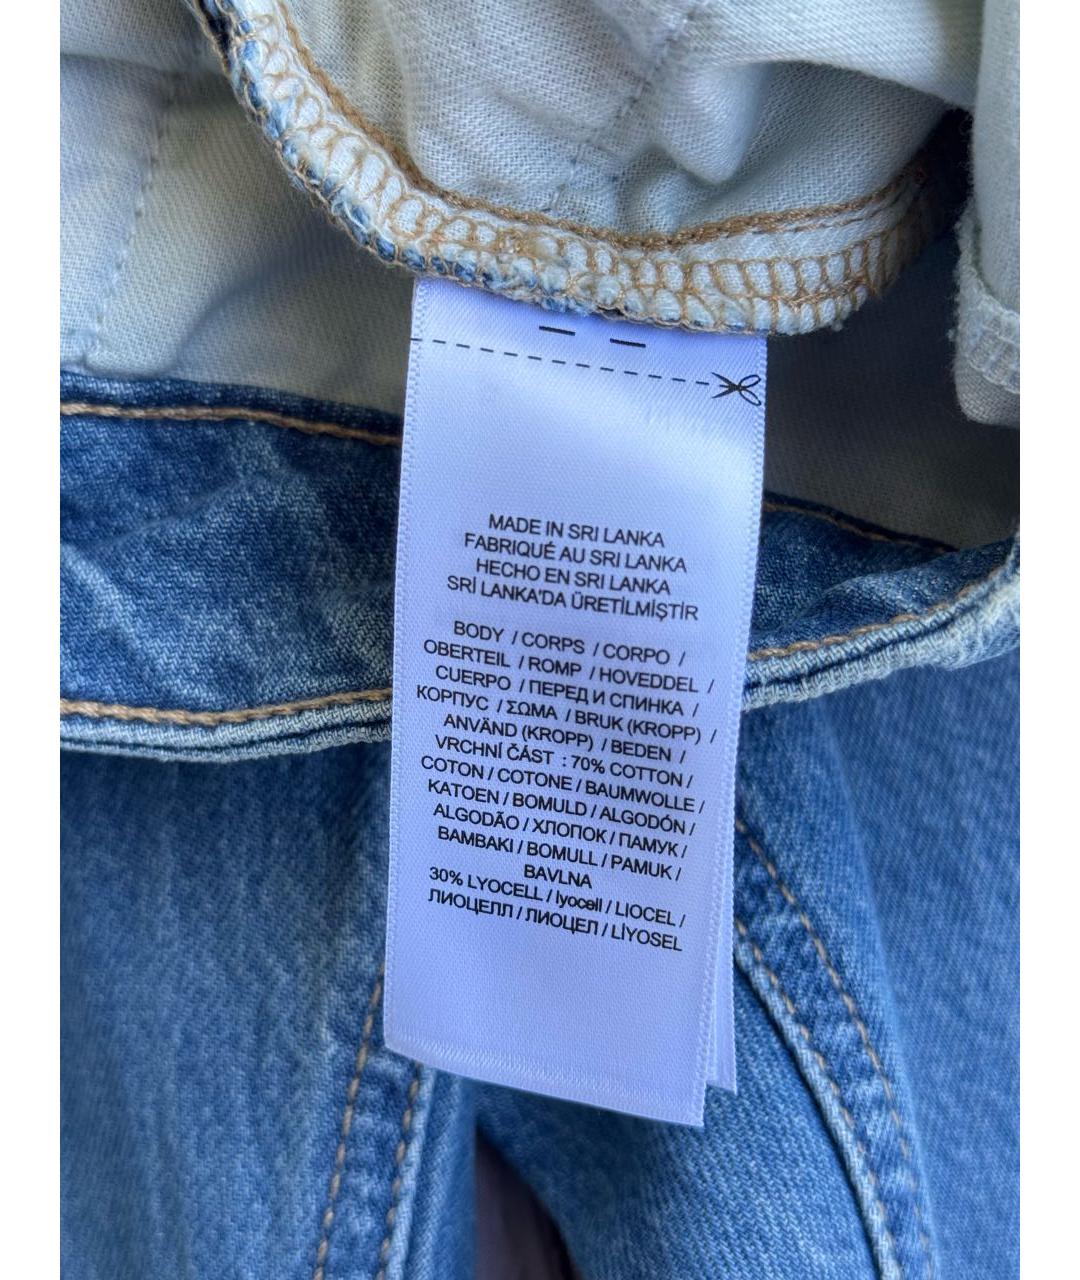 MADE IN SRI LANKA
FABRIQUÉ AU SRI LANKA
HECHO EN SRI LANKA
SRİ LANKA'DA ÜRETİLMİŞTİR
BODY / CORPS / CORPO /
OBERTEIL / ROMP / HOVEDDEL /
CUERPO / ПЕРЕД И СПИНКА /
КОРПУС / ΣΩΜΑ / BRUK (KROPP) /
ANVÄND (KROPP) / BEDEN /
VRCHNÍ ČÁST : 70% COTTON /
COTON / COTONE / BAUMWOLLE /
KATOEN / BOMULD / ALGODÓN /
ALGODÃO / ХЛОПОК / ПАМУК /
ΒΑΜΒΑΚΙ / BOMULL / PAMUK /
BAVLNA
30% LYOCELL / lyocell / LIOCEL /
ЛИОЦЕЛЛ / ЛИОЦЕЛ / LİYOSEL